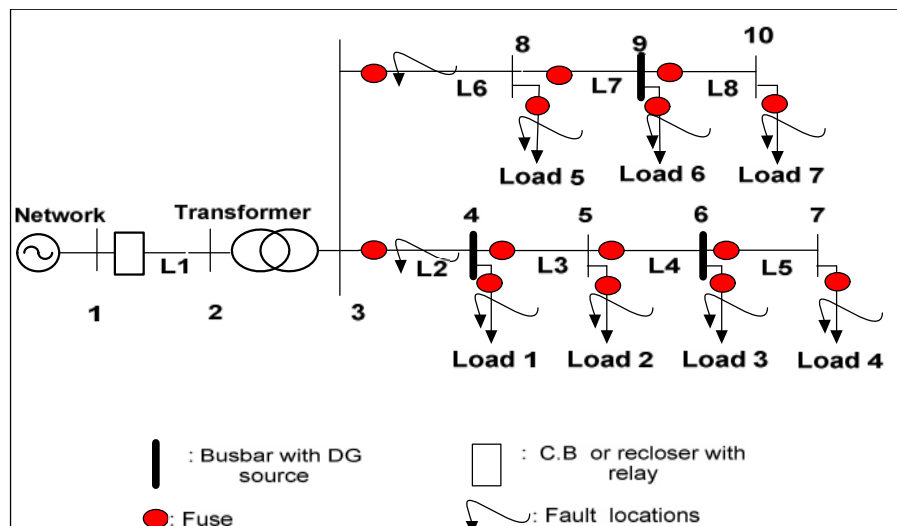 8 9 10
L6 L7 L8
Load 5 Load 6 Load 7
Network Transformer 4 5 6 7
L1 L2 L3 L4 L5
1 2 3
Load 1 Load 2 Load 3 Load 4
: Busbar with DG
source
: C.B or recloser with
relay
: Fuse
: Fault locations